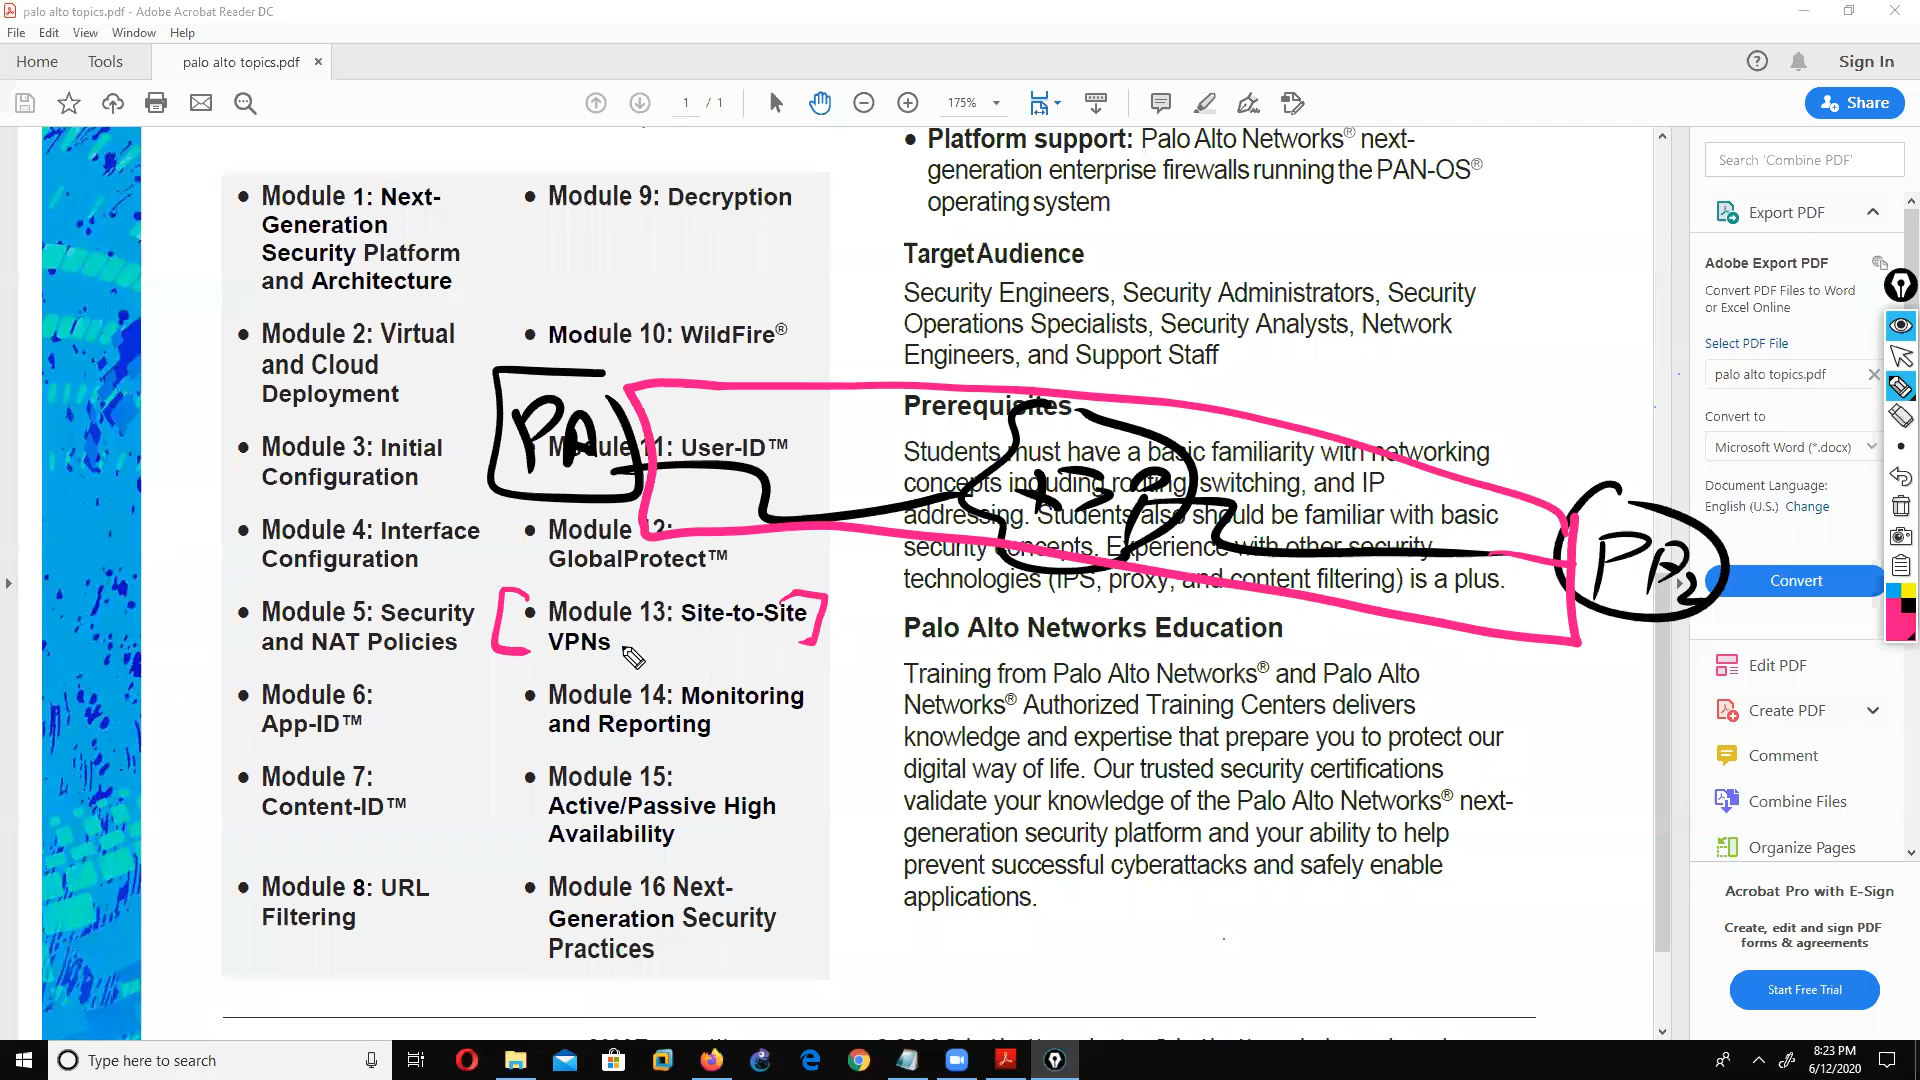 palo alto topics.pdf - Adobe Acrobat Reader DC
File Edit View Window Help
Home Tools palo alto topics.pdf × Sign In
1 / 1 175% Share
• Module 1: Next-
Generation
Security Platform
and Architecture
• Module 2: Virtual
and Cloud
Deployment
• Module 3: Initial
Configuration
• Module 4: Interface
Configuration
• Module 5: Security
and NAT Policies
• Module 6:
App-ID™
• Module 7:
Content-ID™
• Module 8: URL
Filtering
• Module 9: Decryption
• Module 10: WildFire®
Module 11: User-ID™
• Module 12:
GlobalProtect™
• Module 13: Site-to-Site
VPNs
• Module 14: Monitoring
and Reporting
• Module 15:
Active/Passive High
Availability
• Module 16 Next-
Generation Security
Practices
PA
ISP
PA2
• Platform support: Palo Alto Networks® next-
generation enterprise firewalls running the PAN-OS®
operating system
Target Audience
Security Engineers, Security Administrators, Security
Operations Specialists, Security Analysts, Network
Engineers, and Support Staff
Prerequisites
Students must have a basic familiarity with networking
concepts including routing, switching, and IP
addressing. Students also should be familiar with basic
security concepts. Experience with other security
technologies (IPS, proxy, and content filtering) is a plus.
Palo Alto Networks Education
Training from Palo Alto Networks® and Palo Alto
Networks® Authorized Training Centers delivers
knowledge and expertise that prepare you to protect our
digital way of life. Our trusted security certifications
validate your knowledge of the Palo Alto Networks® next-
generation security platform and your ability to help
prevent successful cyberattacks and safely enable
applications.
Search 'Combine PDF'
Export PDF
Adobe Export PDF
Convert PDF Files to Word
or Excel Online
Select PDF File
palo alto topics.pdf ×
Convert to
Microsoft Word (*.docx)
Document Language:
English (U.S.) Change
Convert
Edit PDF
Create PDF
Comment
Combine Files
Organize Pages
Acrobat Pro with E-Sign
Create, edit and sign PDF
forms & agreements
Start Free Trial
Type here to search
8:23 PM
6/12/2020